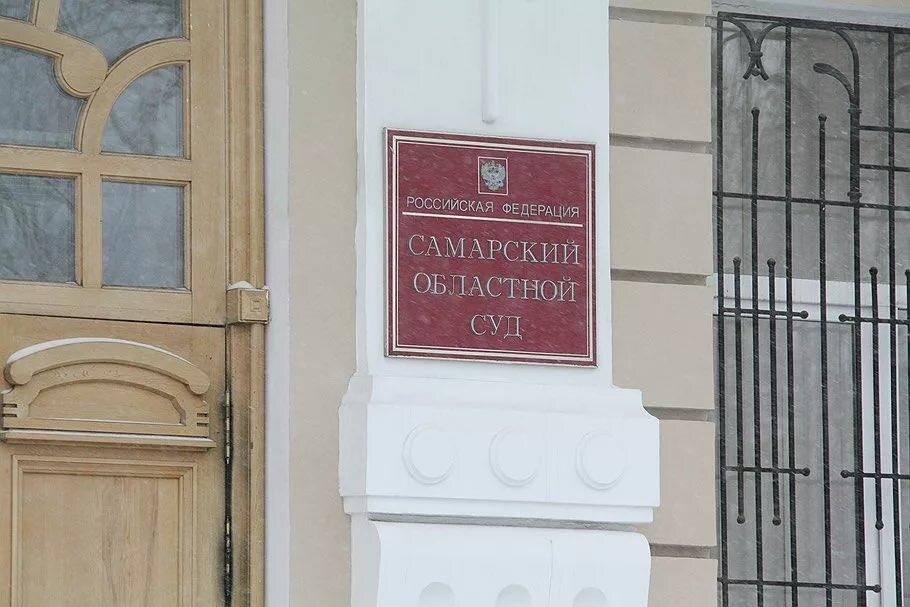 РОССИЙСКАЯ ФЕДЕРАЦИЯ
САМАРСКИЙ
ОБЛАСТНОЙ
СУД